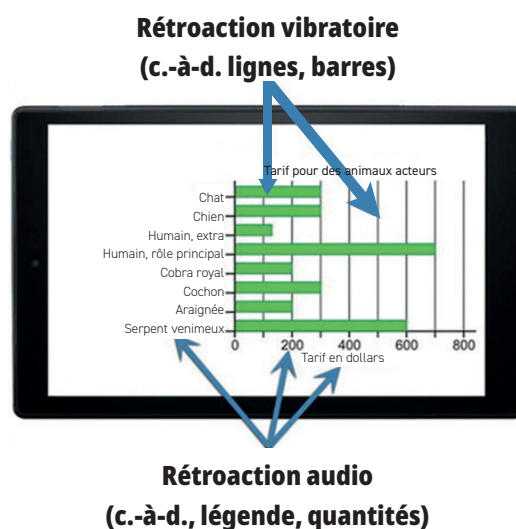 Rétroaction vibratoire
(c.-à-d. lignes, barres)
Tarif pour des animaux acteurs
Chat
Chien
Humain, extra
Humain, rôle principal
Cobra royal
Cochon
Araignée
Serpent venimeux
0 200 400 600 800
Tarif en dollars
Rétroaction audio
(c.-à-d., légende, quantités)